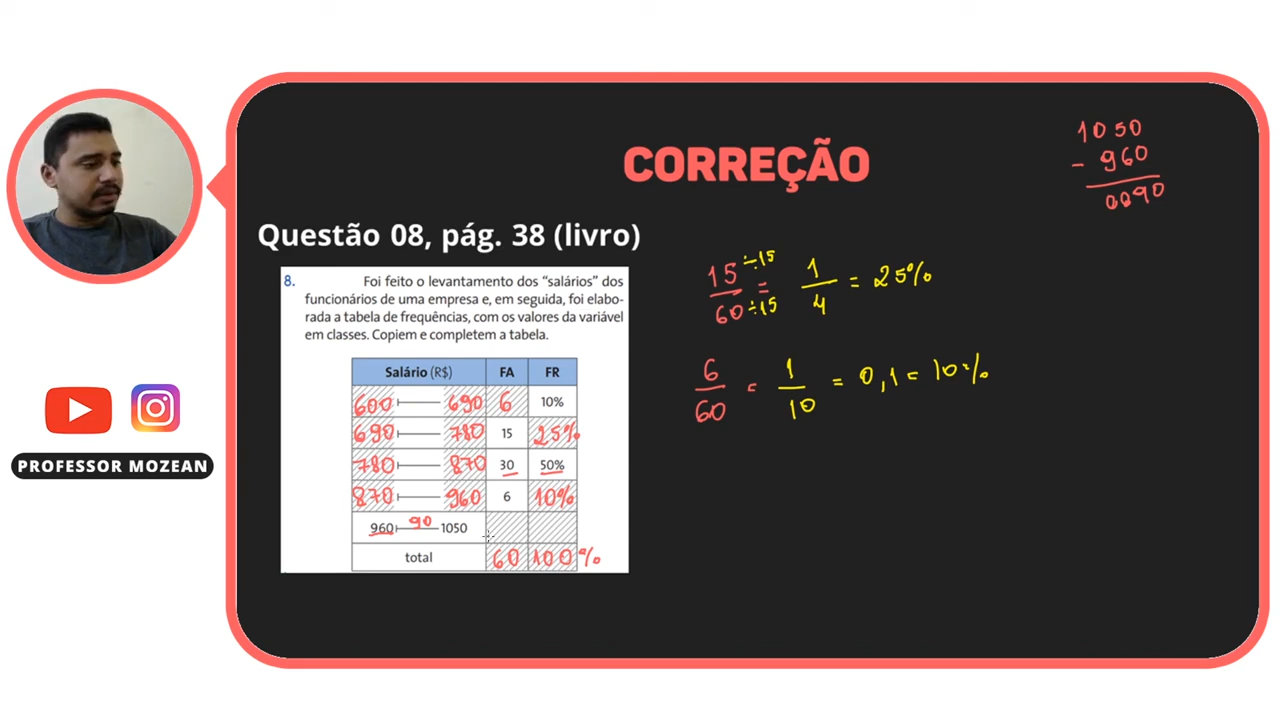 CORREÇÃO
1050
- 960
0090
Questão 08, pág. 38 (livro)
8. Foi feito o levantamento dos “salários” dos
funcionários de uma empresa e, em seguida, foi elabo-
rada a tabela de frequências, com os valores da variável
em classes. Copiem e completem a tabela.
Salário (R$) FA FR
600 690 6 10%
690 780 15 25%
780 870 30 50%
870 960 6 10%
960 90 1050
total 60 100%
15 ÷15 / 60 ÷15 = 1 / 4 = 25%
6 / 60 = 1 / 10 = 0,1 = 10%
PROFESSOR MOZEAN